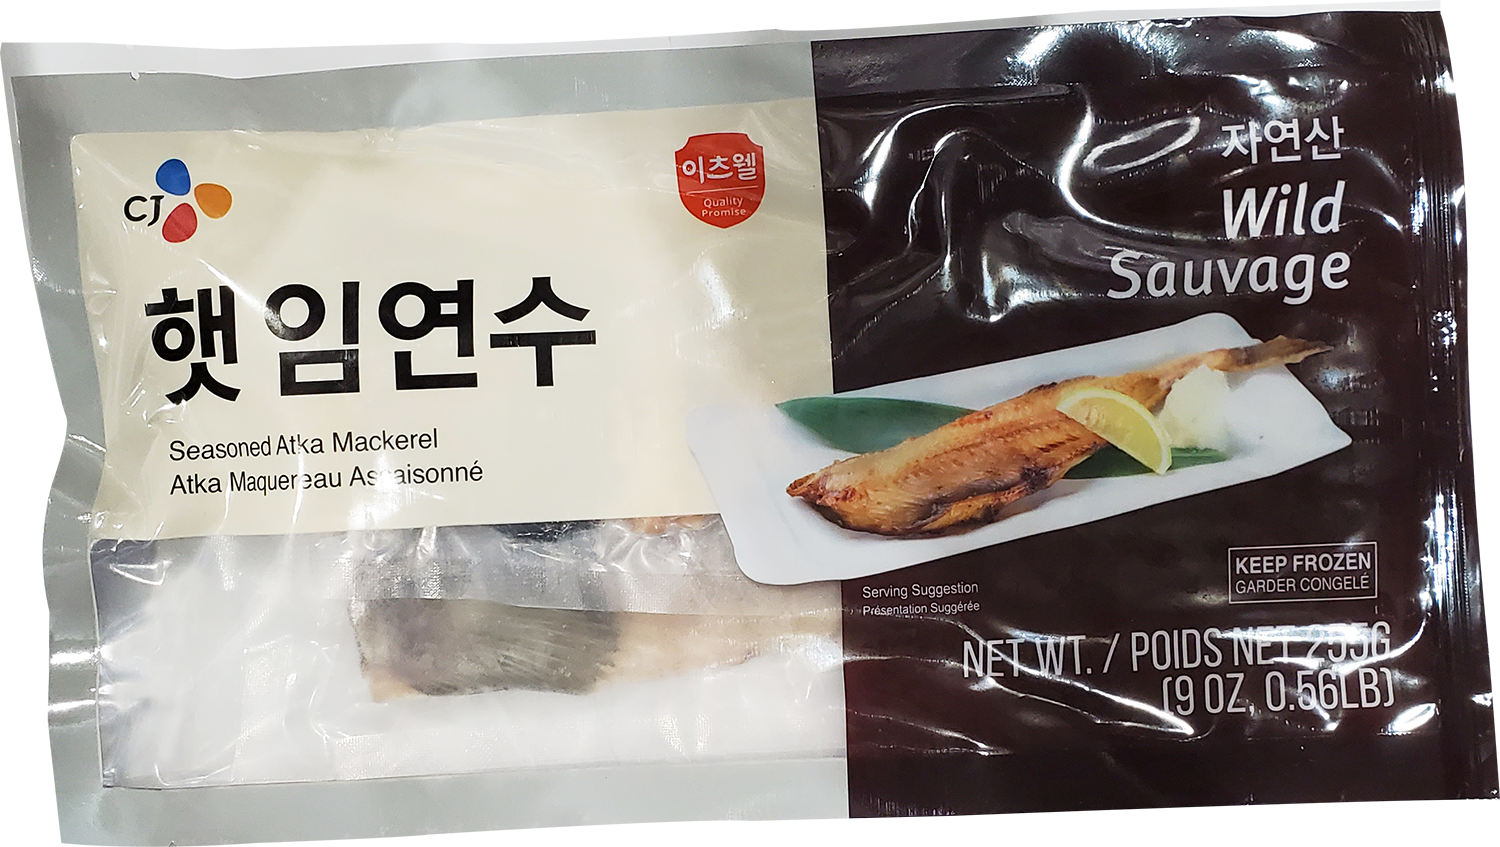 CJ
이츠웰
Quality
Promise
햇 임연수
Seasoned Atka Mackerel
Atka Maquereau Assaisonné
자연산
Wild
Sauvage
Serving Suggestion
Présentation Suggérée
KEEP FROZEN
GARDER CONGELÉ
NET WT. / POIDS NET 255G
(9 OZ, 0.56LB)